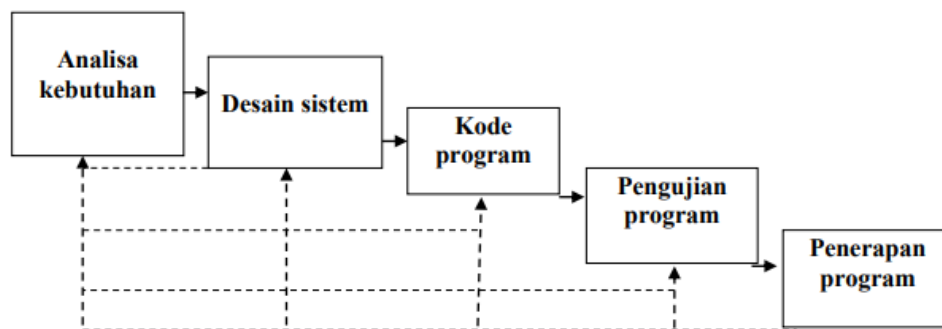 Analisa
kebutuhan
Desain sistem
Kode
program
Pengujian
program
Penerapan
program